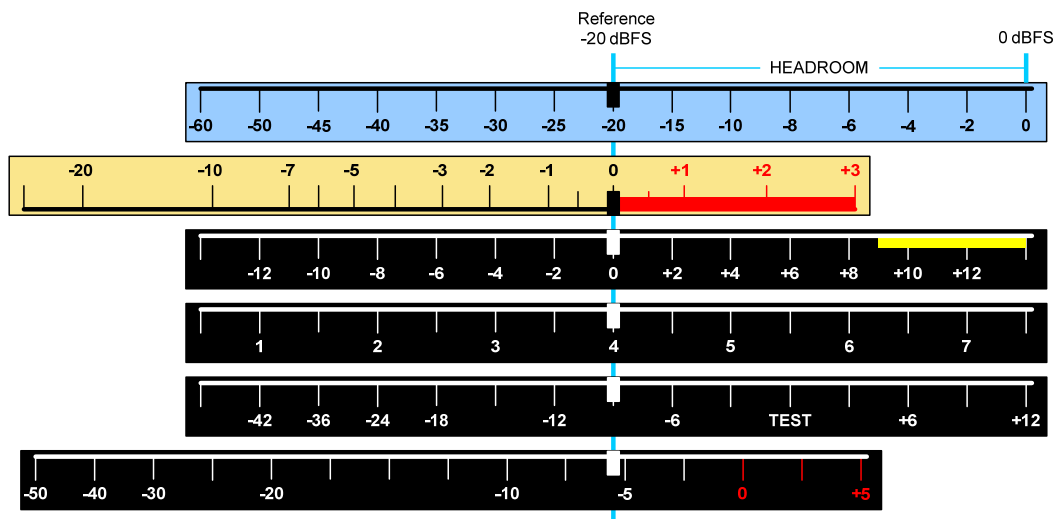 Reference
-20 dBFS
0 dBFS
HEADROOM
-60 -50 -45 -40 -35 -30 -25 -20 -15 -10 -8 -6 -4 -2 0
-20 -10 -7 -5 -3 -2 -1 0 +1 +2 +3
-12 -10 -8 -6 -4 -2 0 +2 +4 +6 +8 +10 +12
1 2 3 4 5 6 7
-42 -36 -24 -18 -12 -6 TEST +6 +12
-50 -40 -30 -20 -10 -5 0 +5